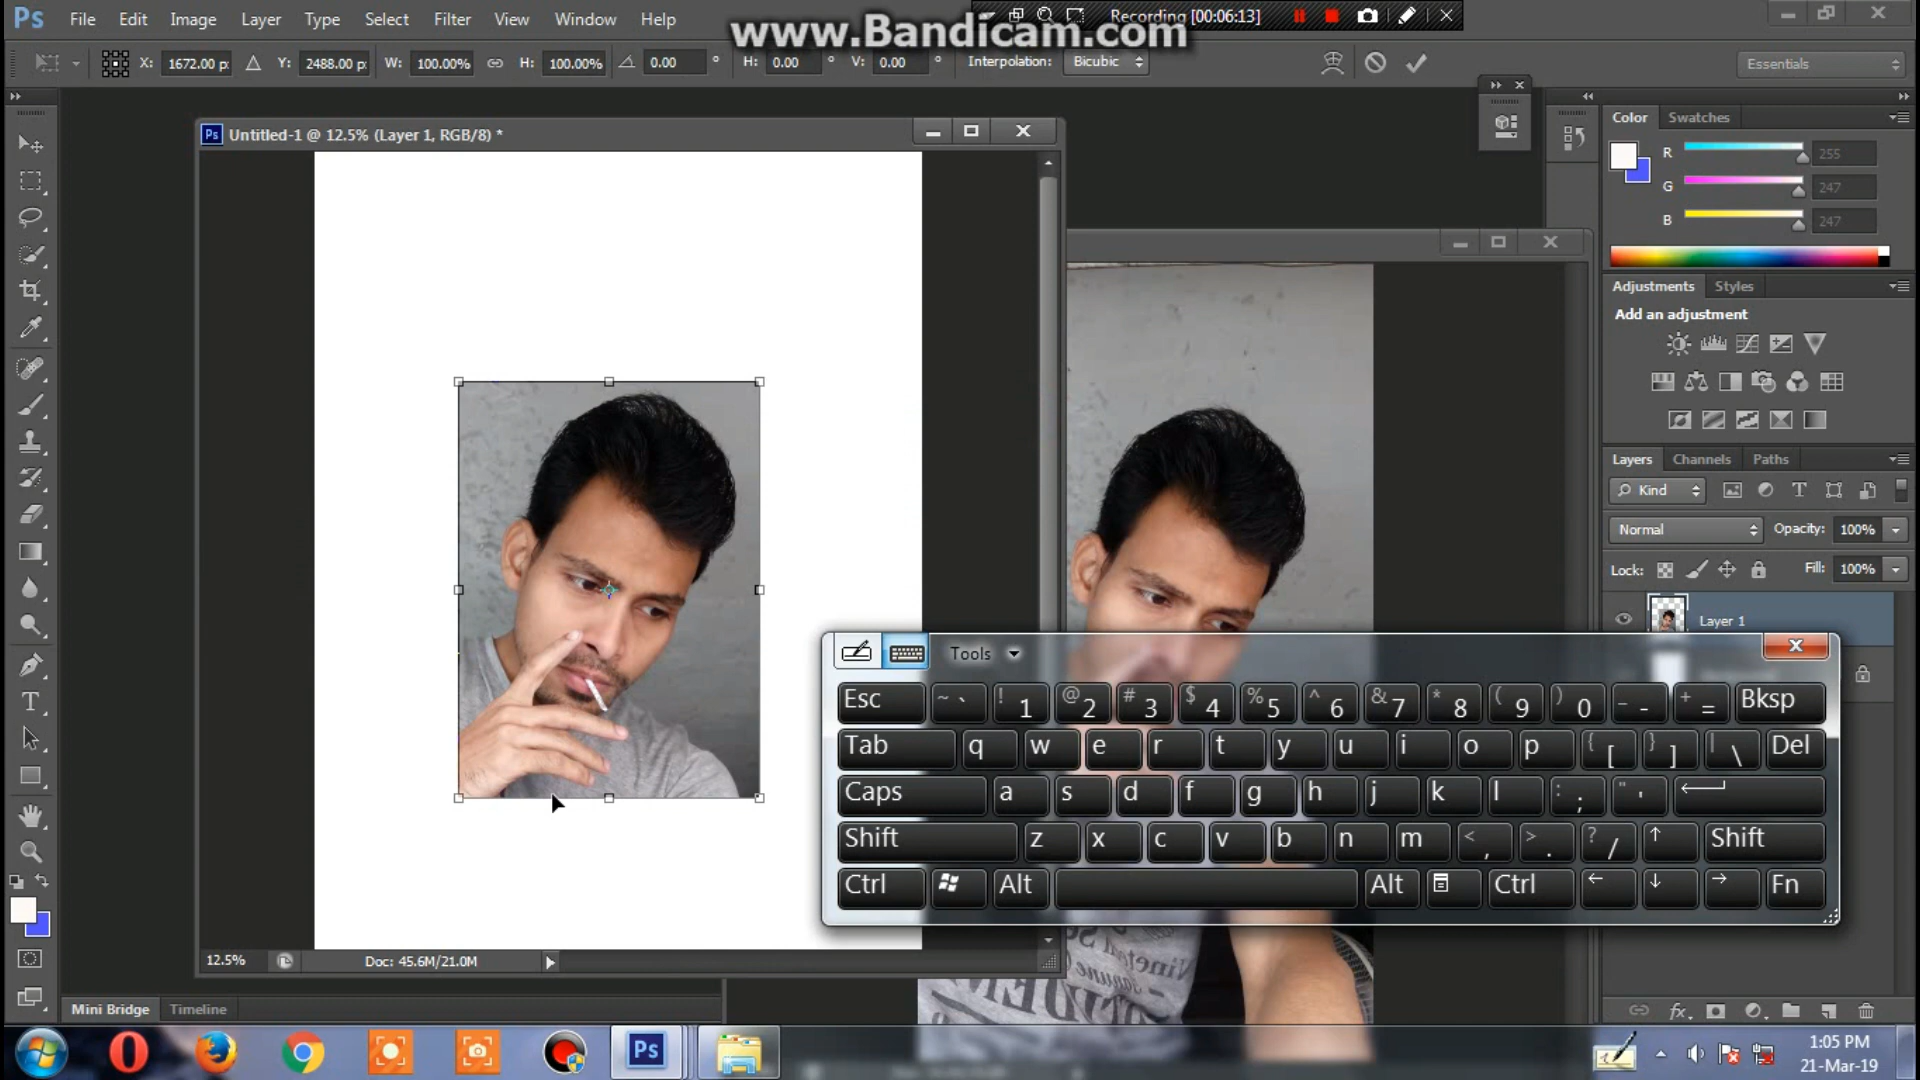 Ps File Edit Image Layer Type Select Filter View Window Help
Recording [00:06:13]
www.Bandicam.com
X: 1672.00 p: Y: 2488.00 p: W: 100.00% H: 100.00% 0.00 ° H: 0.00 ° V: 0.00 ° Interpolation: Bicubic
Essentials
Ps Untitled-1 @ 12.5% (Layer 1, RGB/8) *
Color Swatches
R 255
G 247
B 247
Adjustments Styles
Add an adjustment
Layers Channels Paths
Kind
Normal Opacity: 100%
Lock: Fill: 100%
Layer 1
Tools
Esc ~ ` ! 1 @ 2 # 3 $ 4 % 5 ^ 6 & 7 * 8 ( 9 ) 0 _ - + = Bksp
Tab q w e r t y u i o p { [ } ] | \ Del
Caps a s d f g h j k l : ; " '
Shift z x c v b n m < , > . ? / ↑ Shift
Ctrl Alt Alt Ctrl ← ↓ → Fn
12.5% Doc: 45.6M/21.0M
Mini Bridge Timeline
fx
Ps
1:05 PM
21-Mar-19